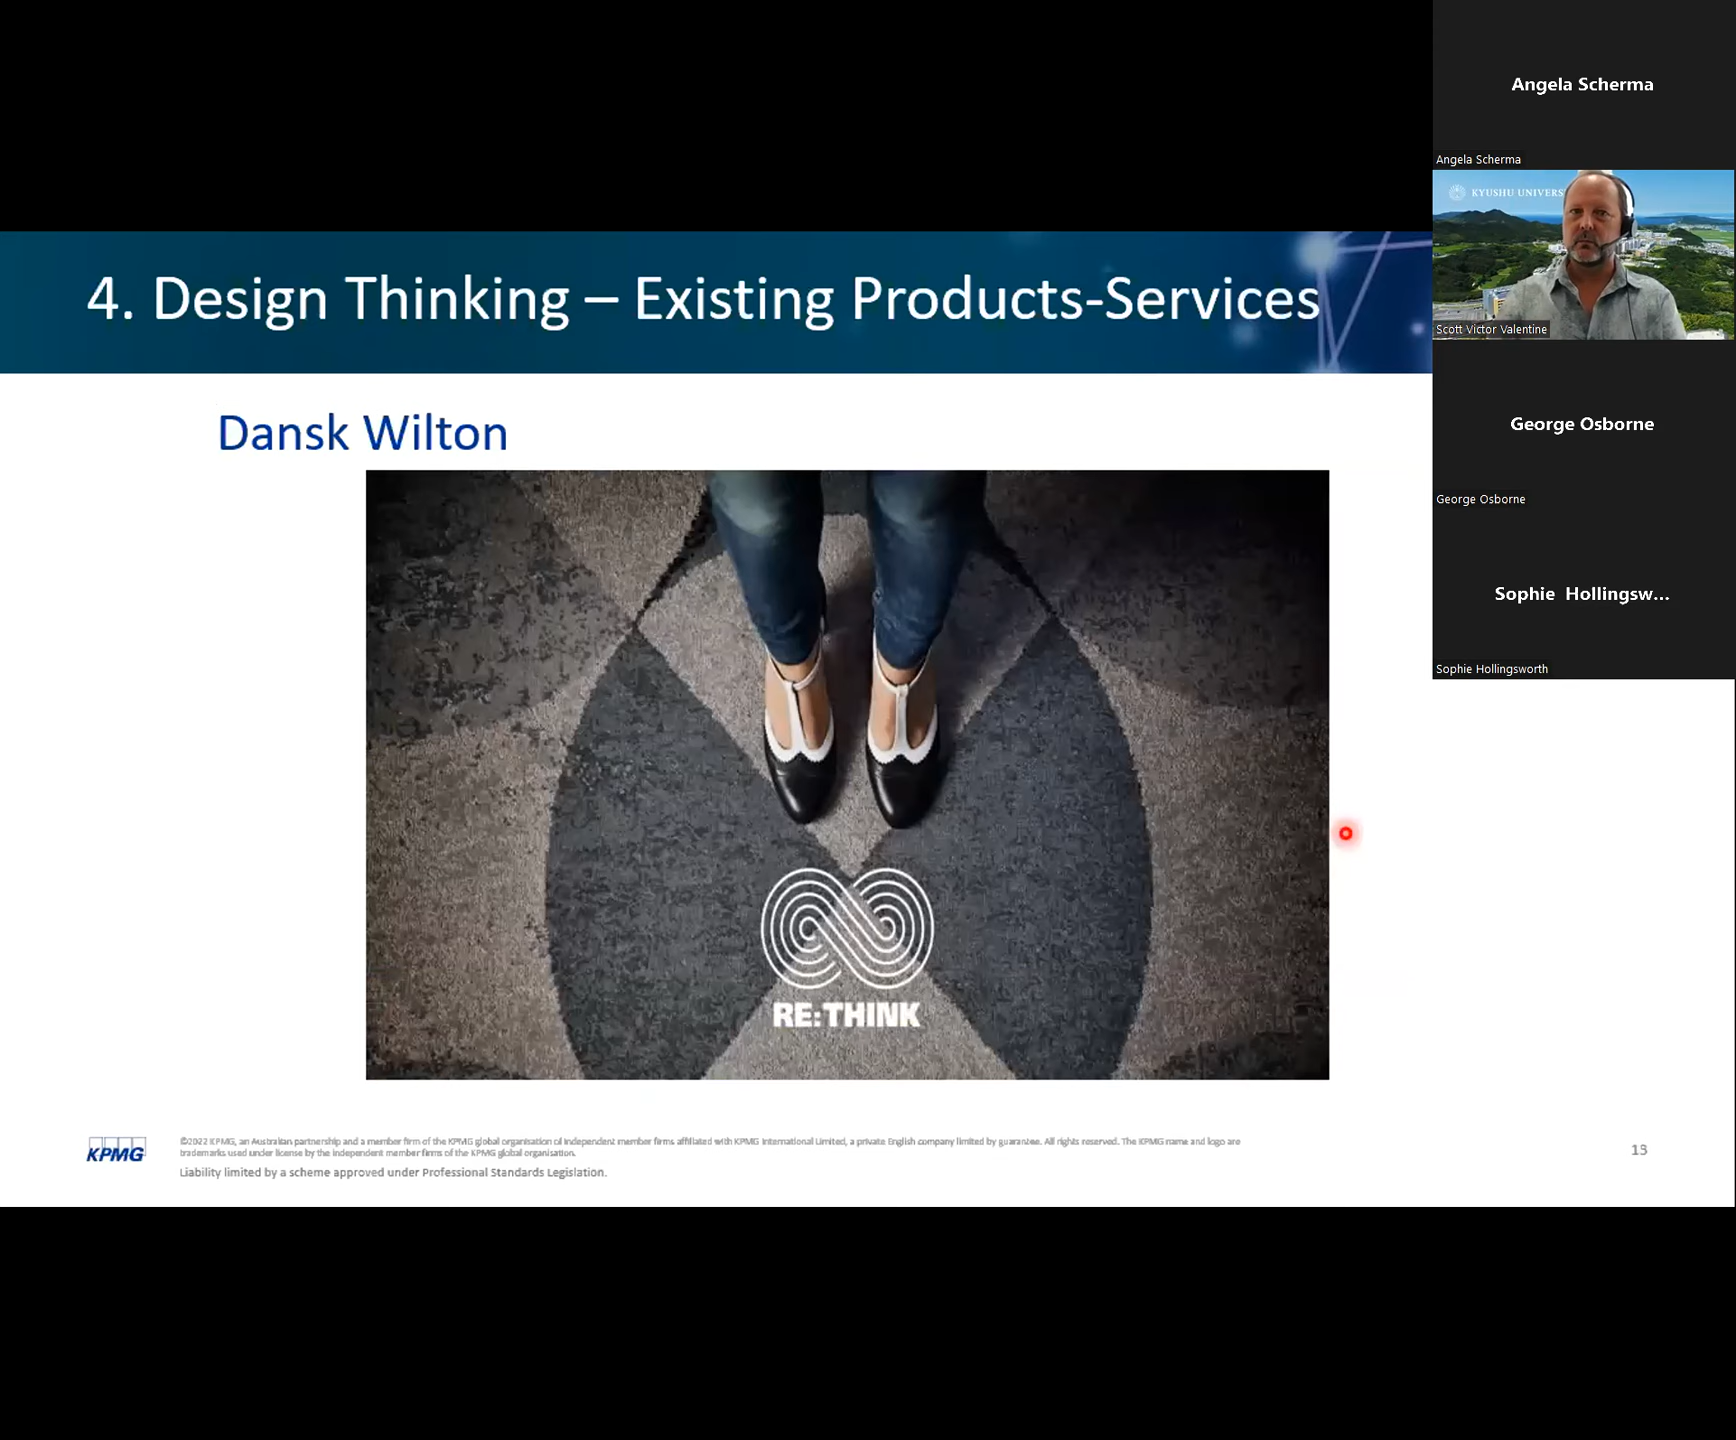 4. Design Thinking – Existing Products-Services
Dansk Wilton
RE:THINK
KPMG
©2022 KPMG, an Australian partnership and a member firm of the KPMG global organisation of independent member firms affiliated with KPMG International Limited, a private English company limited by guarantee. All rights reserved. The KPMG name and logo are
trademarks used under license by the independent member firms of the KPMG global organisation.
Liability limited by a scheme approved under Professional Standards Legislation.
13
Angela Scherma
Angela Scherma
KYUSHU UNIVERS
Scott Victor Valentine
George Osborne
George Osborne
Sophie Hollingsw...
Sophie Hollingsworth